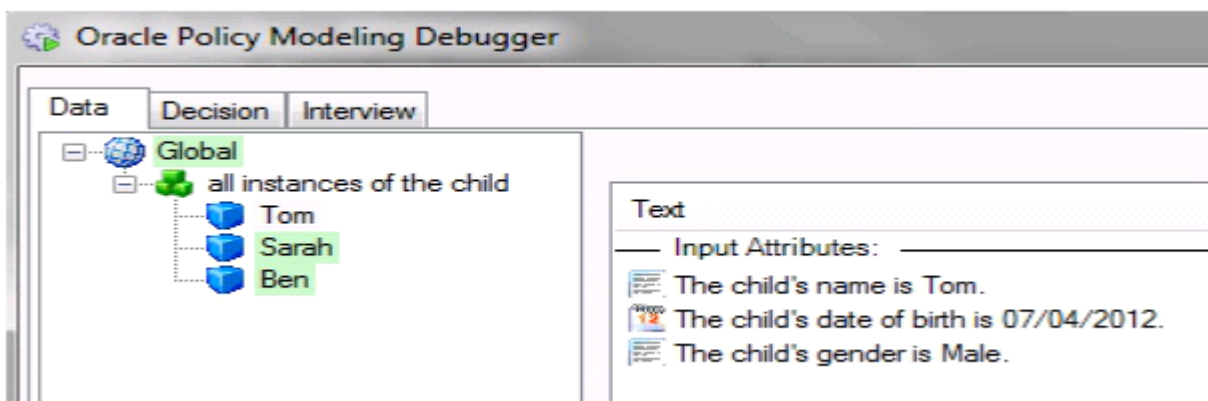 Oracle Policy Modeling Debugger
Data Decision Interview
Global
all instances of the child
Tom
Sarah
Ben
Text
Input Attributes:
The child's name is Tom.
The child's date of birth is 07/04/2012.
The child's gender is Male.